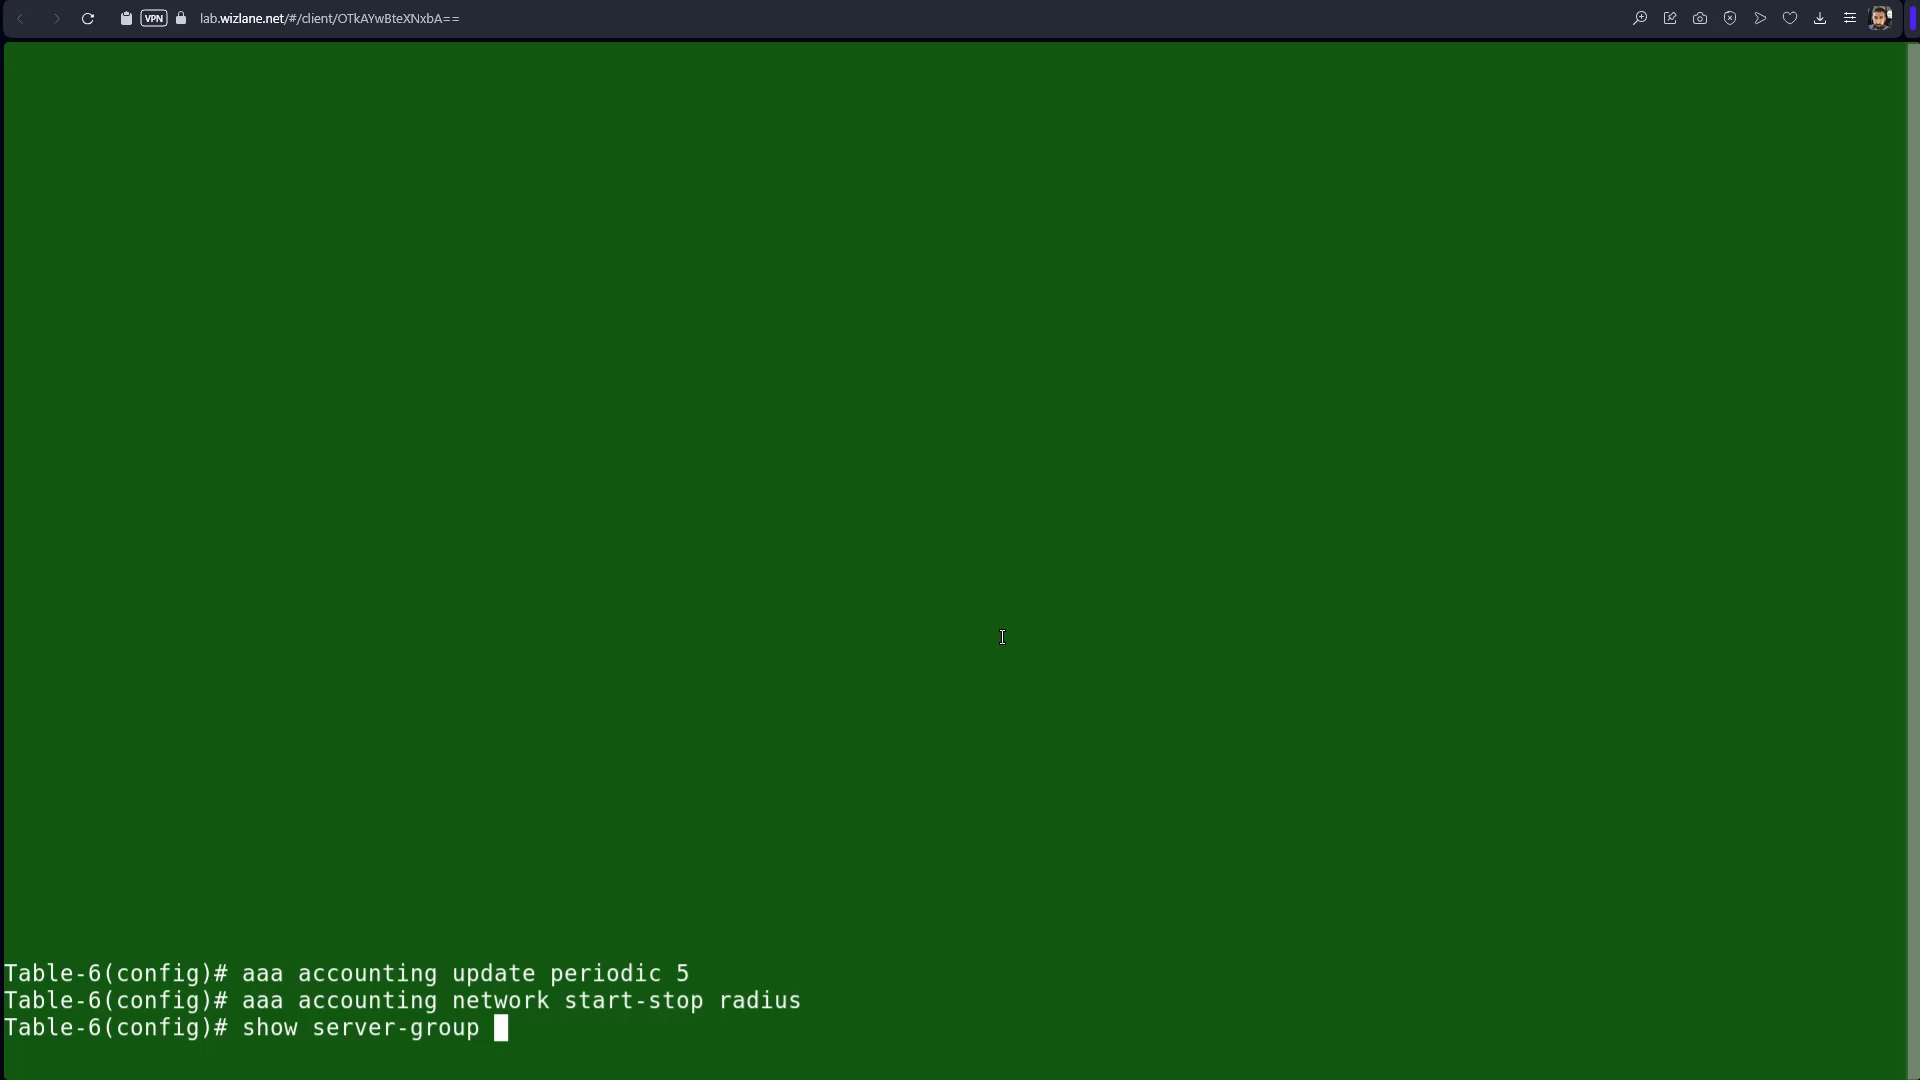 VPN
lab.wizlane.net/#/client/OTkAYwBteXNxbA==
Table-6(config)# aaa accounting update periodic 5
Table-6(config)# aaa accounting network start-stop radius
Table-6(config)# show server-group